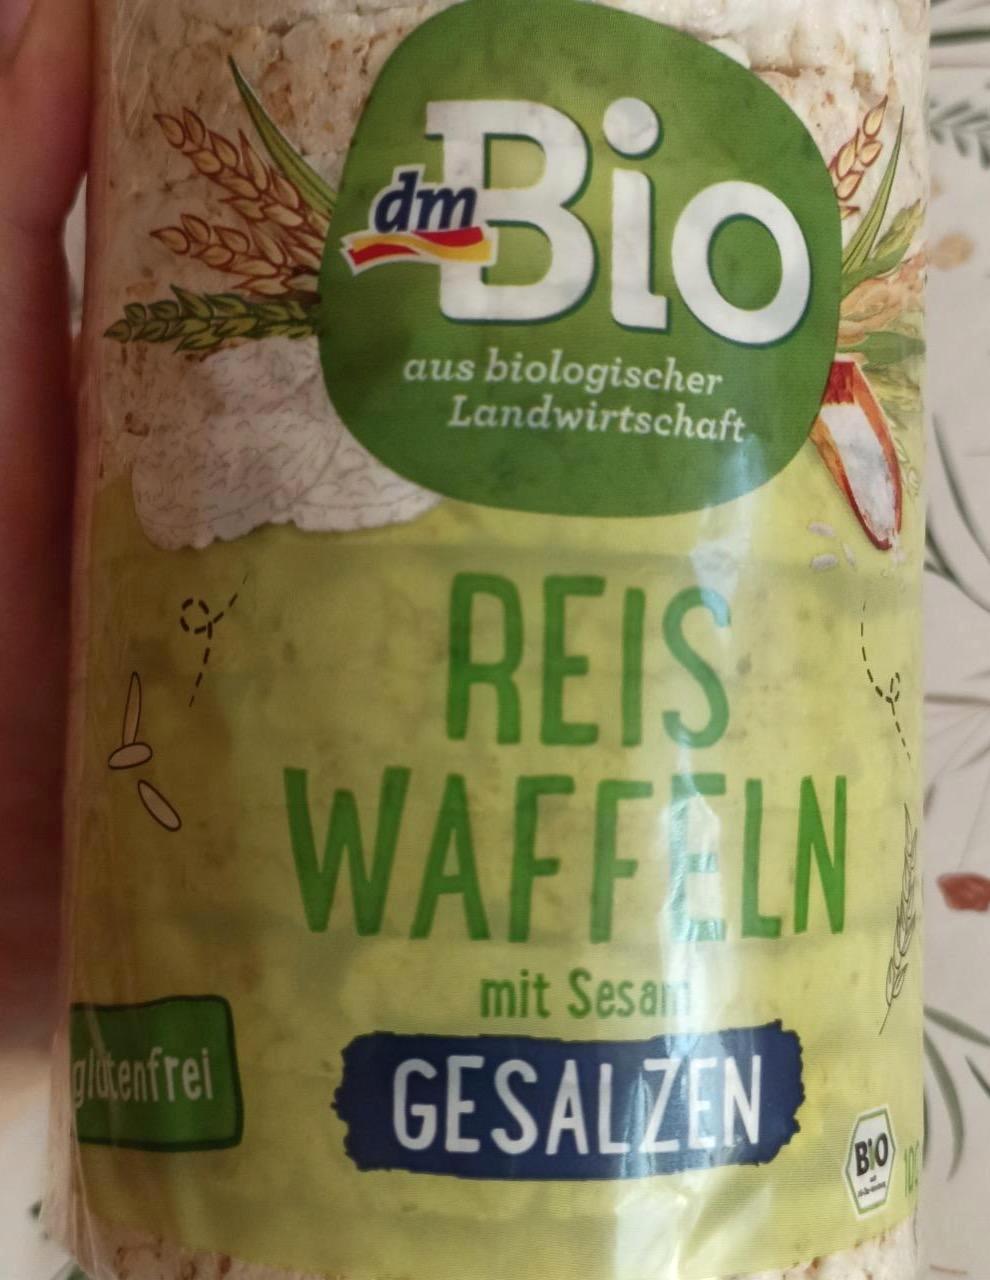 dm
Bio
aus biologischer
Landwirtschaft
REIS
WAFFELN
mit Sesam
GESALZEN
glutenfrei
BIO